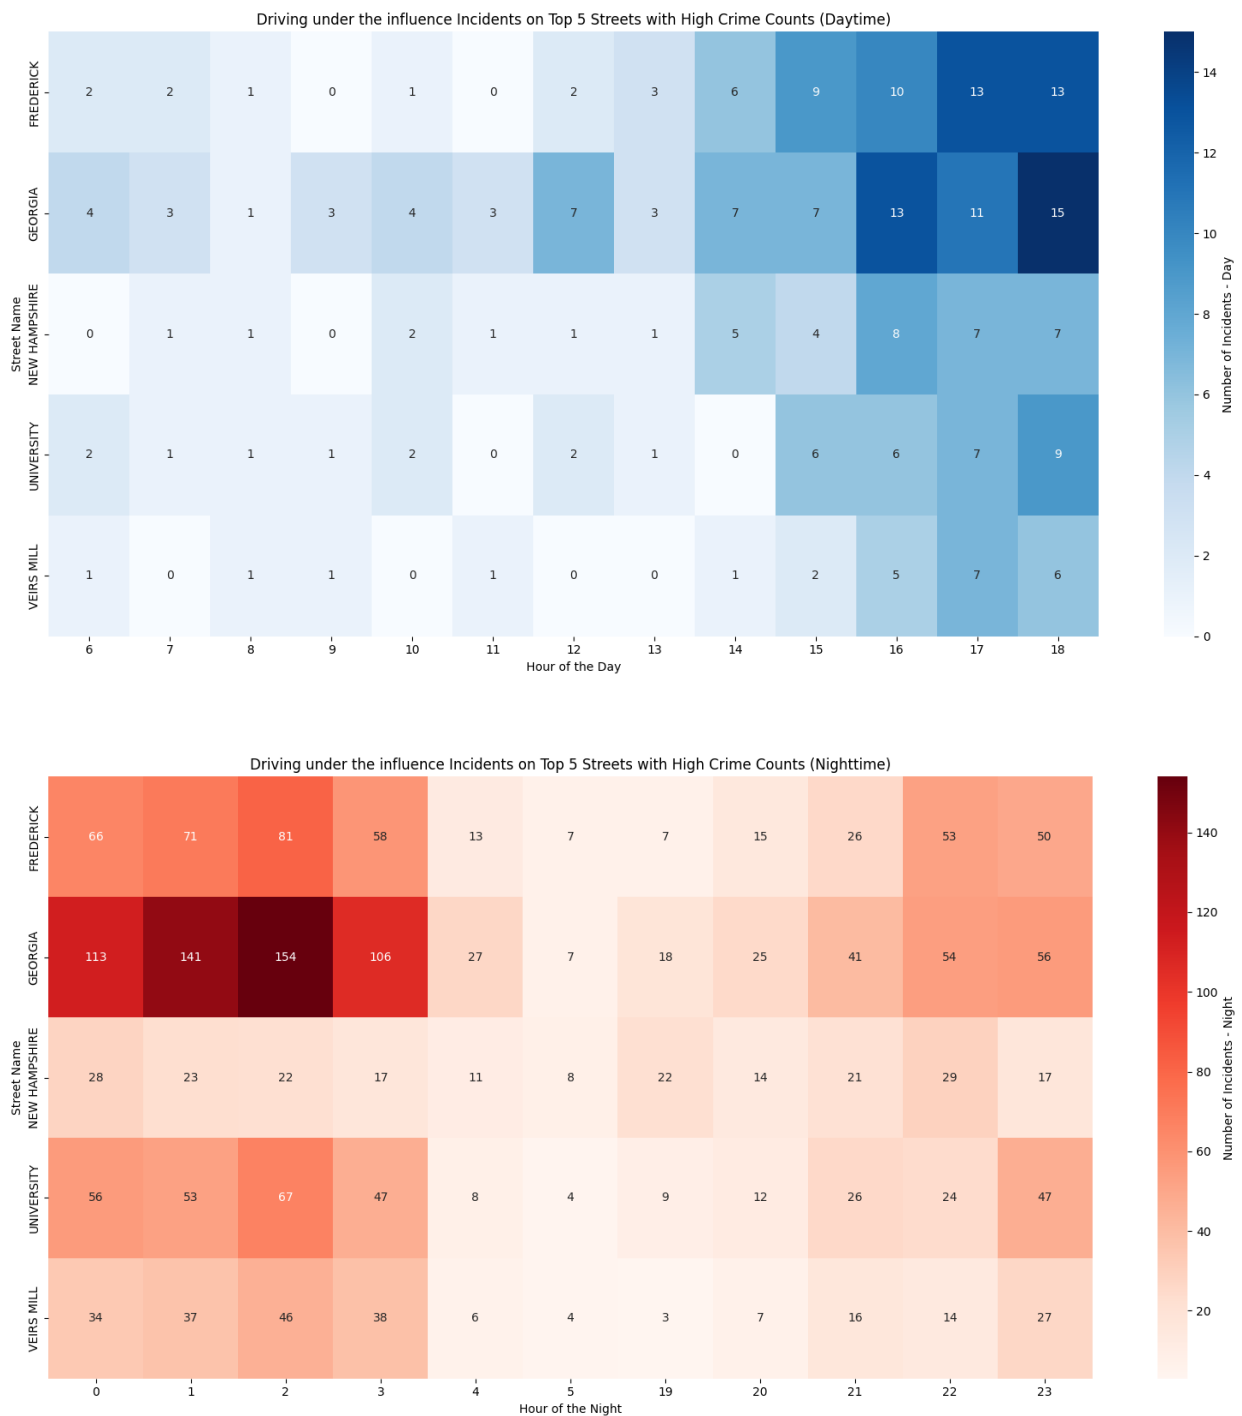 Driving under the influence Incidents on Top 5 Streets with High Crime Counts (Daytime)
FREDERICK 2 2 1 0 1 0 2 3 6 9 10 13 13
GEORGIA 4 3 1 3 4 3 7 3 7 7 13 11 15
NEW HAMPSHIRE 0 1 1 0 2 1 1 1 5 4 8 7 7
UNIVERSITY 2 1 1 1 2 0 2 1 0 6 6 7 9
VEIRS MILL 1 0 1 1 0 1 0 0 1 2 5 7 6
6 7 8 9 10 11 12 13 14 15 16 17 18
Hour of the Day
Street Name
14
12
10
8
6
4
2
0
Number of Incidents - Day
Driving under the influence Incidents on Top 5 Streets with High Crime Counts (Nighttime)
FREDERICK 66 71 81 58 13 7 7 15 26 53 50
GEORGIA 113 141 154 106 27 7 18 25 41 54 56
NEW HAMPSHIRE 28 23 22 17 11 8 22 14 21 29 17
UNIVERSITY 56 53 67 47 8 4 9 12 26 24 47
VEIRS MILL 34 37 46 38 6 4 3 7 16 14 27
0 1 2 3 4 5 19 20 21 22 23
Hour of the Night
Street Name
140
120
100
80
60
40
20
Number of Incidents - Night